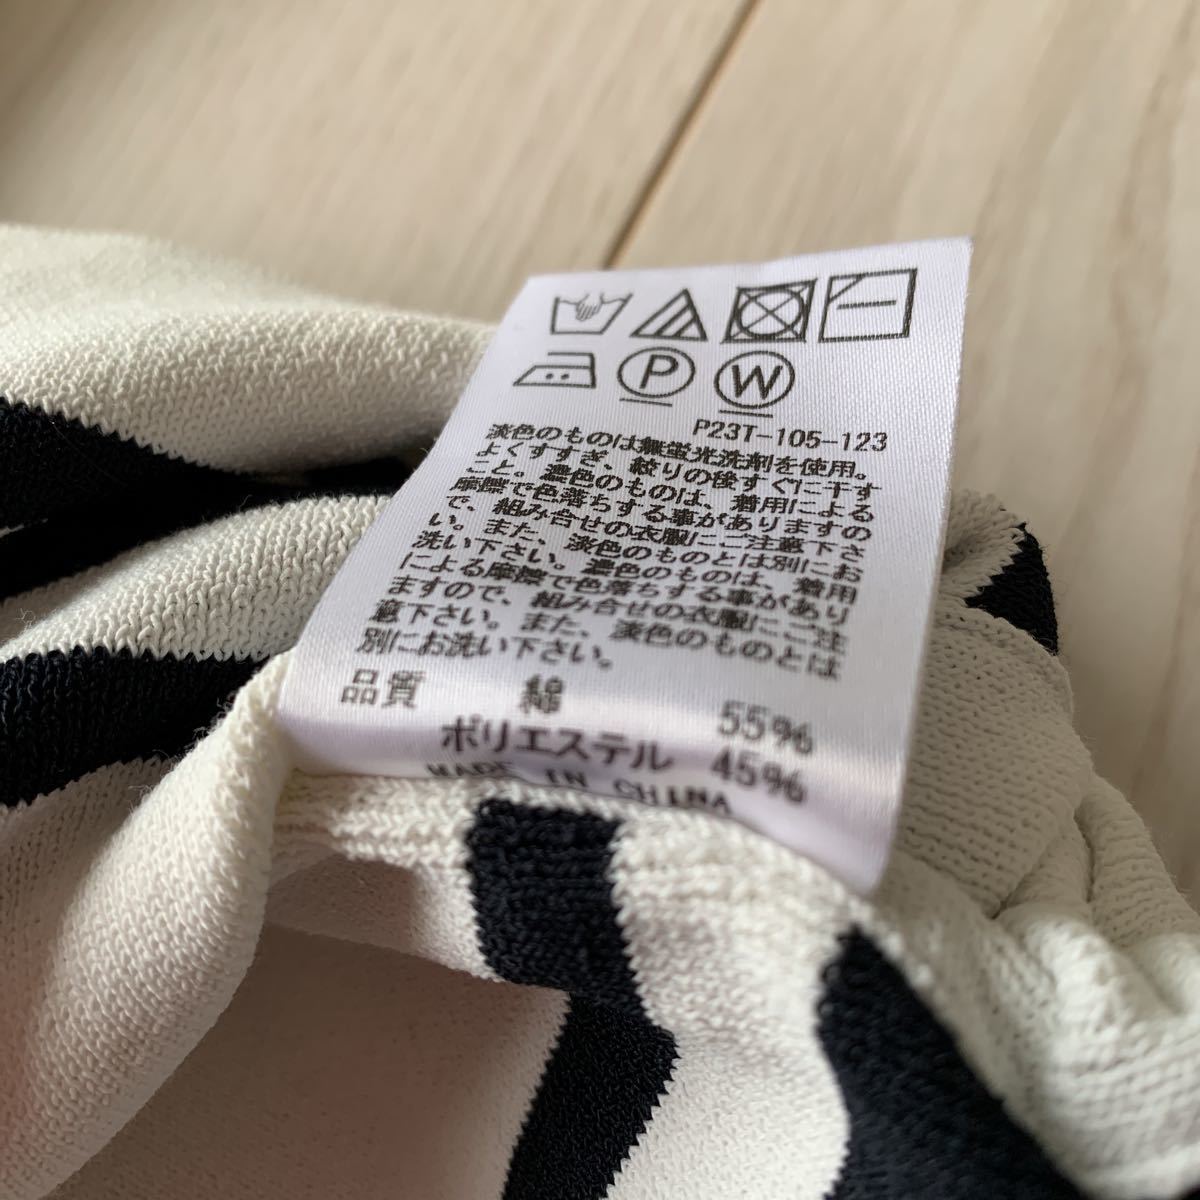 P
W
P23T-105-123
淡色のものは無蛍光洗剤を使用。
よくすすぎ、絞りの後すぐに干す
こと。濃色のものは、着用による
摩擦で色落ちする事がありますの
で、組み合せの衣服にご注意下さ
い。また、淡色のものとは別にお
洗い下さい。濃色のものは、着用
による摩擦で色落ちする事があり
ますので、組み合せの衣服にご注
意下さい。また、淡色のものとは
別にお洗い下さい。
品質 綿 55%
ポリエステル 45%
MADE IN CHINA